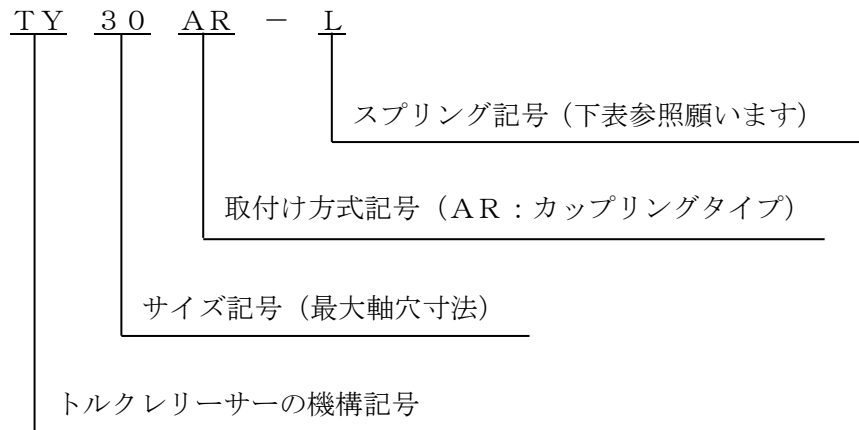 ＴＹ ３０ ＡＲ － Ｌ
スプリング記号（下表参照願います）
取付け方式記号（ＡＲ：カップリングタイプ）
サイズ記号（最大軸穴寸法）
トルクレリーサーの機構記号